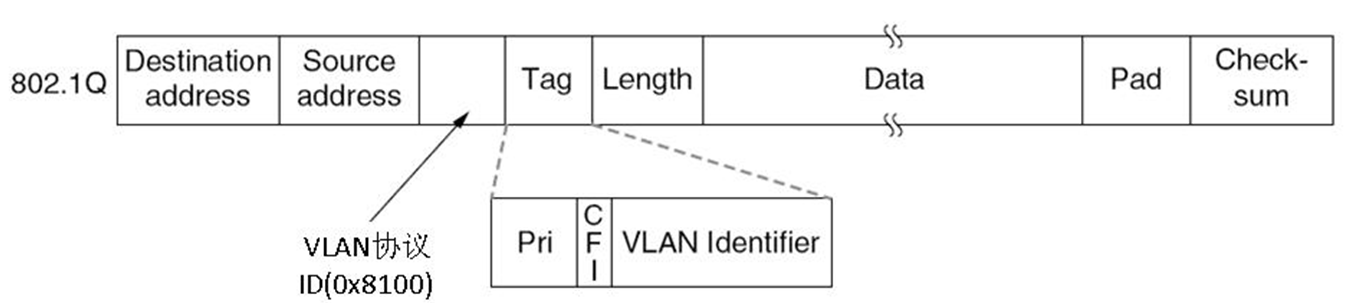 802.1Q
Destination
address
Source
address
Tag
Length
Data
Pad
Check-
sum
VLAN协议
ID(0x8100)
Pri
C
F
I
VLAN Identifier